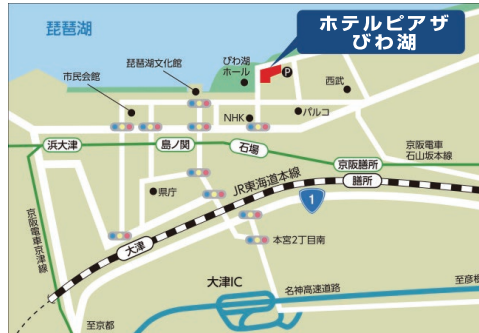 琵琶湖
ホテルピアザ
びわ湖
琵琶湖文化館
びわ湖
ホール
P
西武
市民会館
NHK
パルコ
浜大津
島ノ関
石場
京阪膳所
京阪電車
石山坂本線
県庁
JR東海道本線
膳所
1
京阪電車京津線
大津
本宮2丁目南
大津IC
名神高速道路
至彦根
至京都